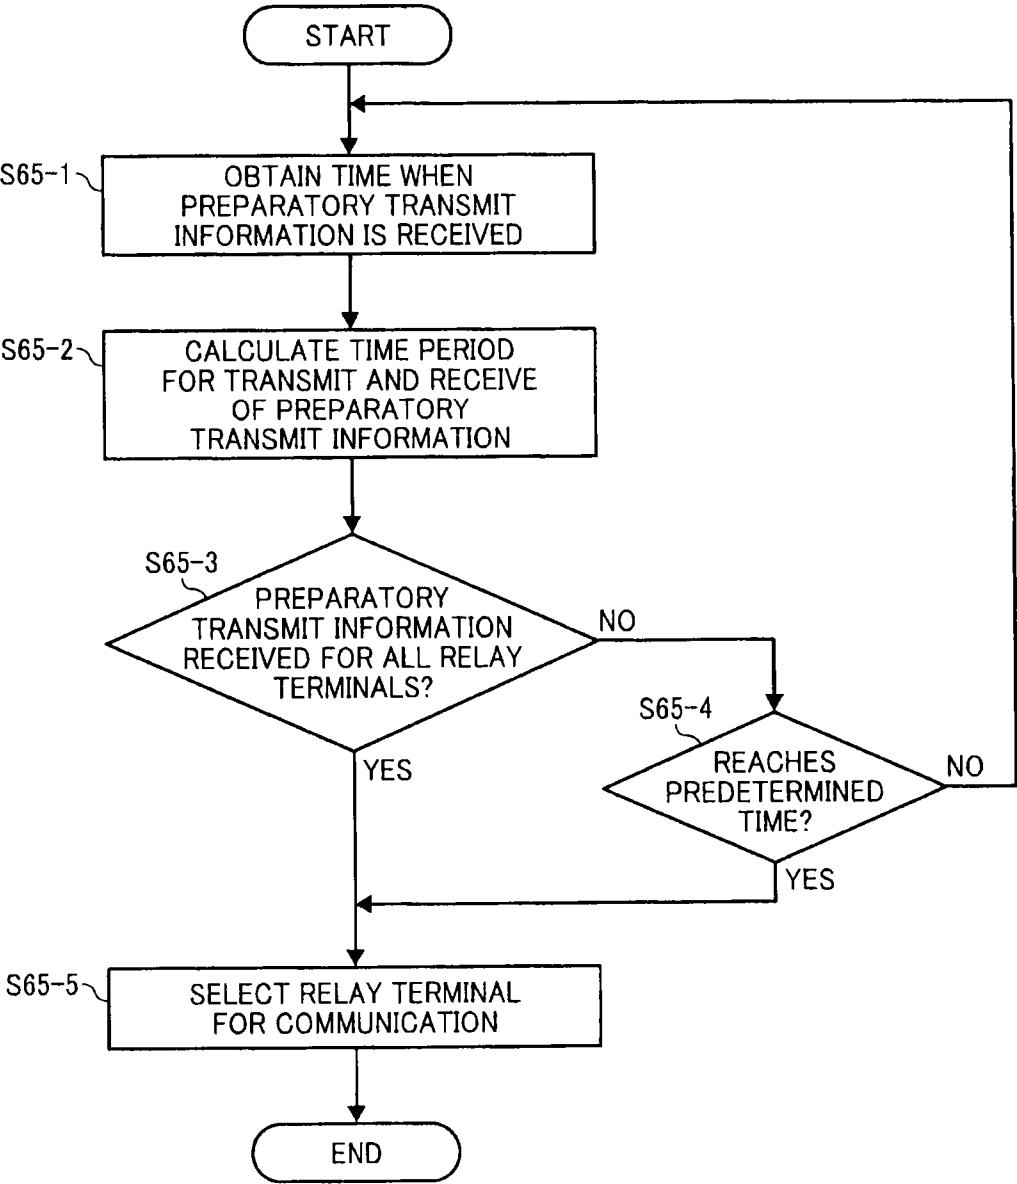 START
S65-1
OBTAIN TIME WHEN
PREPARATORY TRANSMIT
INFORMATION IS RECEIVED
S65-2
CALCULATE TIME PERIOD
FOR TRANSMIT AND RECEIVE
OF PREPARATORY
TRANSMIT INFORMATION
S65-3
PREPARATORY
TRANSMIT INFORMATION
RECEIVED FOR ALL RELAY
TERMINALS?
NO
YES
S65-4
REACHES
PREDETERMINED
TIME?
NO
YES
S65-5
SELECT RELAY TERMINAL
FOR COMMUNICATION
END